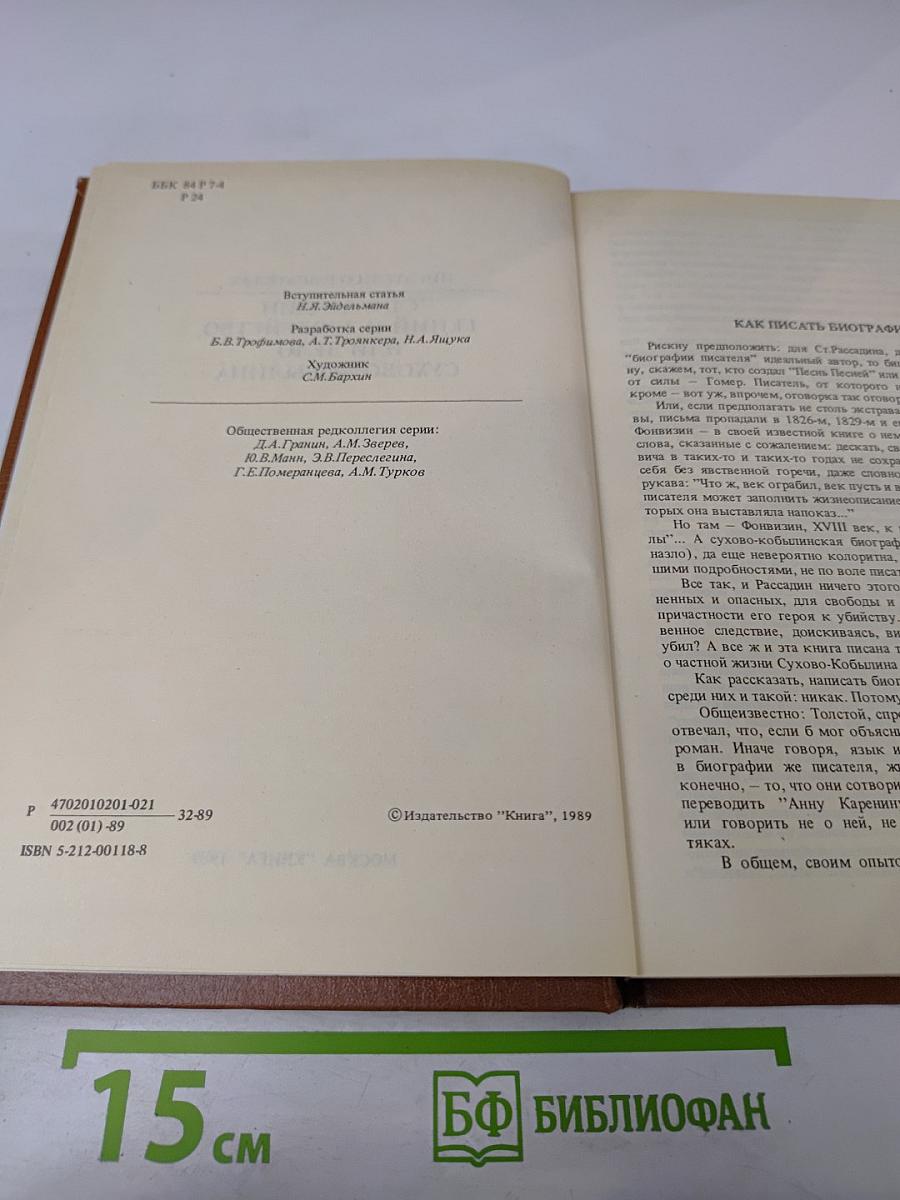 ББК 84 Р 7-4
Р 24
Вступительная статья
Н.Я.Эйдельмана
Разработка серии
Б.В.Трофимова, А.Т.Троянкера, Н.А.Ящука
Художник
С.М.Бархин
Общественная редколлегия серии:
Д.А.Гранин, А.М.Зверев,
Ю.В.Манн, Э.В.Переслегина,
Г.Е.Померанцева, А.М.Турков
Р 4702010201-021
002 (01) -89
32-89
ISBN 5-212-00118-8
©Издательство "Книга", 1989
КАК ПИСАТЬ БИОГРАФИ
Рискну предположить: для Ст.Рассадина, д
"биографии писателя" идеальный автор, то би
ну, скажем, тот, кто создал "Песнь Песней" или
от силы – Гомер. Писатель, от которого н
кроме – вот уж, впрочем, оговорка так оговор
Или, если предполагать не столь экстрава
вы, письма пропадали в 1826-м, 1829-м и е
Фонвизин – в своей известной книге о нем
слова, сказанные с сожалением: дескать, св
вича в таких-то и таких-то годах не сохра
себя без явственной горечи, даже словно
рукава: "Что ж, век ограбил, век пусть и в
писателя может заполнить жизнеописание
торых она выставляла напоказ..."
Но там – Фонвизин, XVIII век, к
лы"... А сухово-кобылинская биограф
назло), да еще невероятно колоритна,
шими подробностями, не по воле писат
Все так, и Рассадин ничего этого
ненных и опасных, для свободы и
причастности его героя к убийству.
венное следствие, доискиваясь, ви
убил? А все ж и эта книга писана т
о частной жизни Сухово-Кобылина
Как рассказать, написать биог
среди них и такой: никак. Потому
Общеизвестно: Толстой, спро
отвечал, что, если б мог объясни
роман. Иначе говоря, язык и
в биографии же писателя, жи
конечно, – то, что они сотвори
переводить "Анну Каренину
или говорить не о ней, не
тяках.
В общем, своим опыто
15 см
БФ БИБЛИОФАН